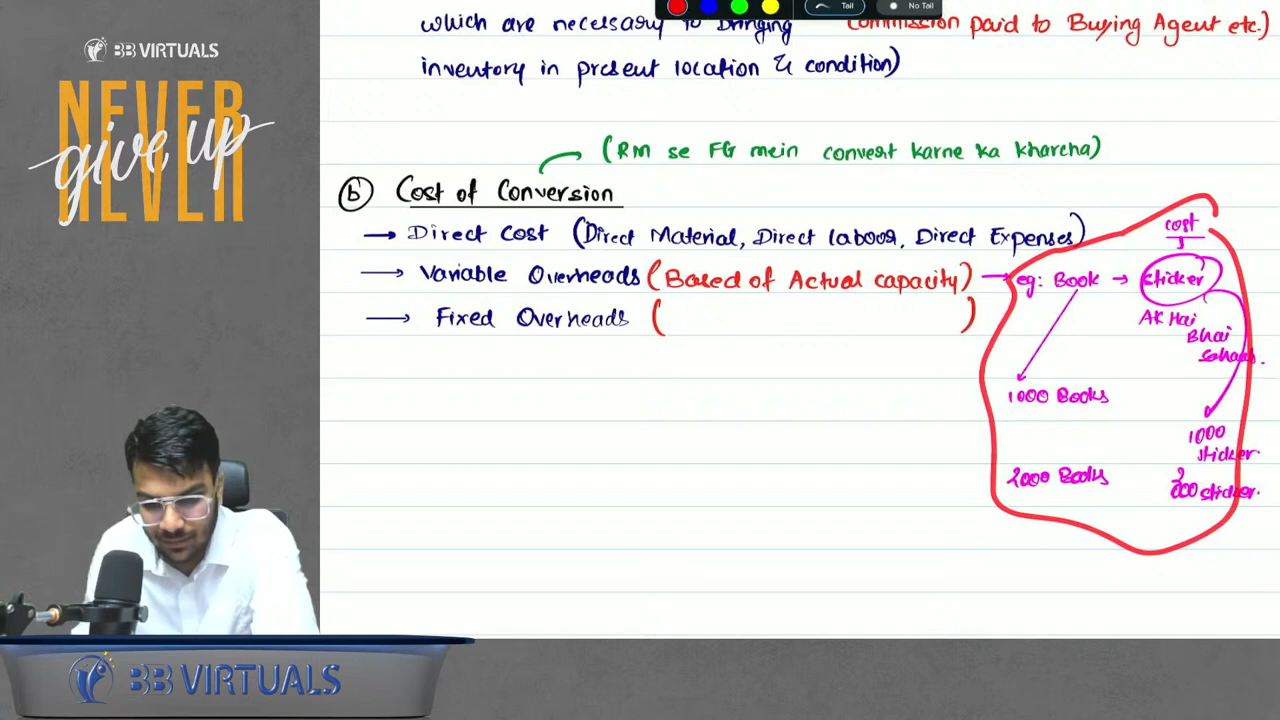 BB VIRTUALS
NEVER
give up
NEVER
Tail
No Tail
which are necessary to bringing
commission paid to Buying Agent etc.)
inventory in present location & condition)
(RM se FG mein convert karne ka kharcha)
(b) Cost of Conversion
→ Direct Cost (Direct Material, Direct labour, Direct Expenses)
→ Variable Overheads (Based of Actual capacity) → eg: Book → sticker
→ Fixed Overheads ( )
cost
AK Hai
Bhai
1000 Books
1000
sticker.
2000 Books
2000 sticker.
BB VIRTUALS